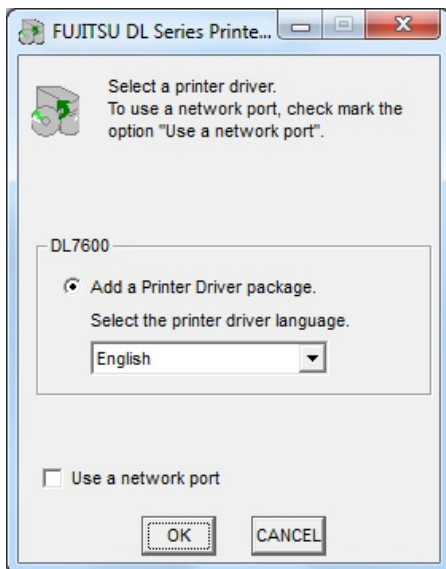 FUJITSU DL Series Printe...
Select a printer driver.
To use a network port, check mark the
option "Use a network port".
DL7600
Add a Printer Driver package.
Select the printer driver language.
English
Use a network port
OK
CANCEL